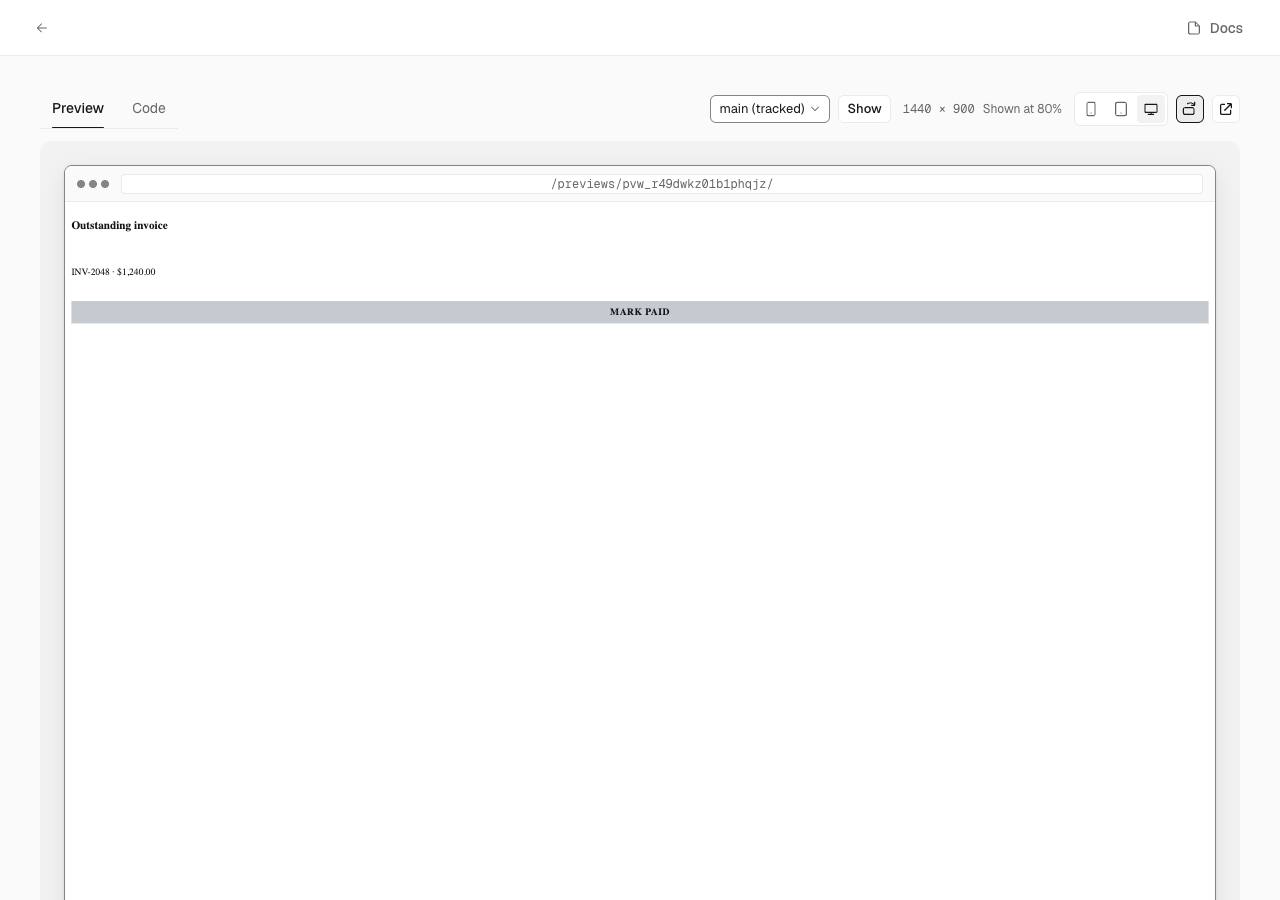 Docs
Preview Code main (tracked) Show 1440 × 900 Shown at 80%
/previews/pvw_r49dwkz01b1phqjz/
Outstanding invoice
INV-2048 · $1,240.00
MARK PAID